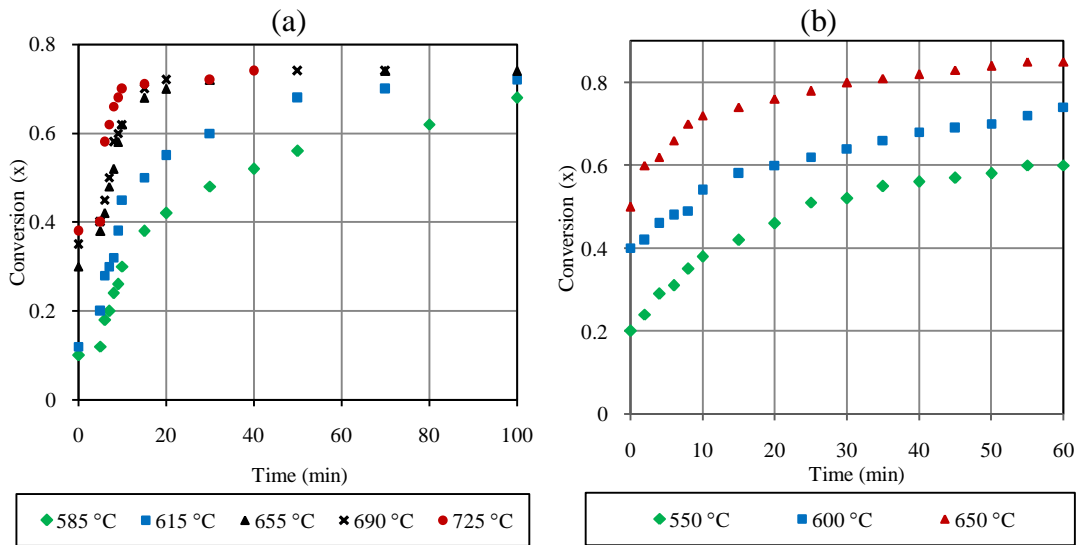 (a)
0.8
0.6
0.4
0.2
0
Conversion (x)
0 20 40 60 80 100
Time (min)
585 °C 615 °C 655 °C 690 °C 725 °C
(b)
0.8
0.6
0.4
0.2
0
Conversion (x)
0 10 20 30 40 50 60
Time (min)
550 °C 600 °C 650 °C